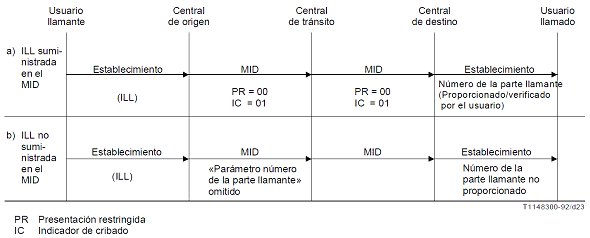 Usuario
llamante
Central
de origen
Central
de tránsito
Central
de destino
Usuario
llamado
a) ILL sumi-
nistrada
en el
MID
Establecimiento
MID
MID
Establecimiento
(ILL)
PR = 00
IC = 01
PR = 00
IC = 01
Número de la parte llamante
(Proporcionado/verificado
por el usuario)
b) ILL no
sumi-
nistrada
en el
MID
Establecimiento
MID
MID
Establecimiento
(ILL)
«Parámetro número
de la parte llamante»
omitido
Número de la
parte llamante no
proporcionado
T1148300-92/d23
PR Presentación restringida
IC Indicador de cribado